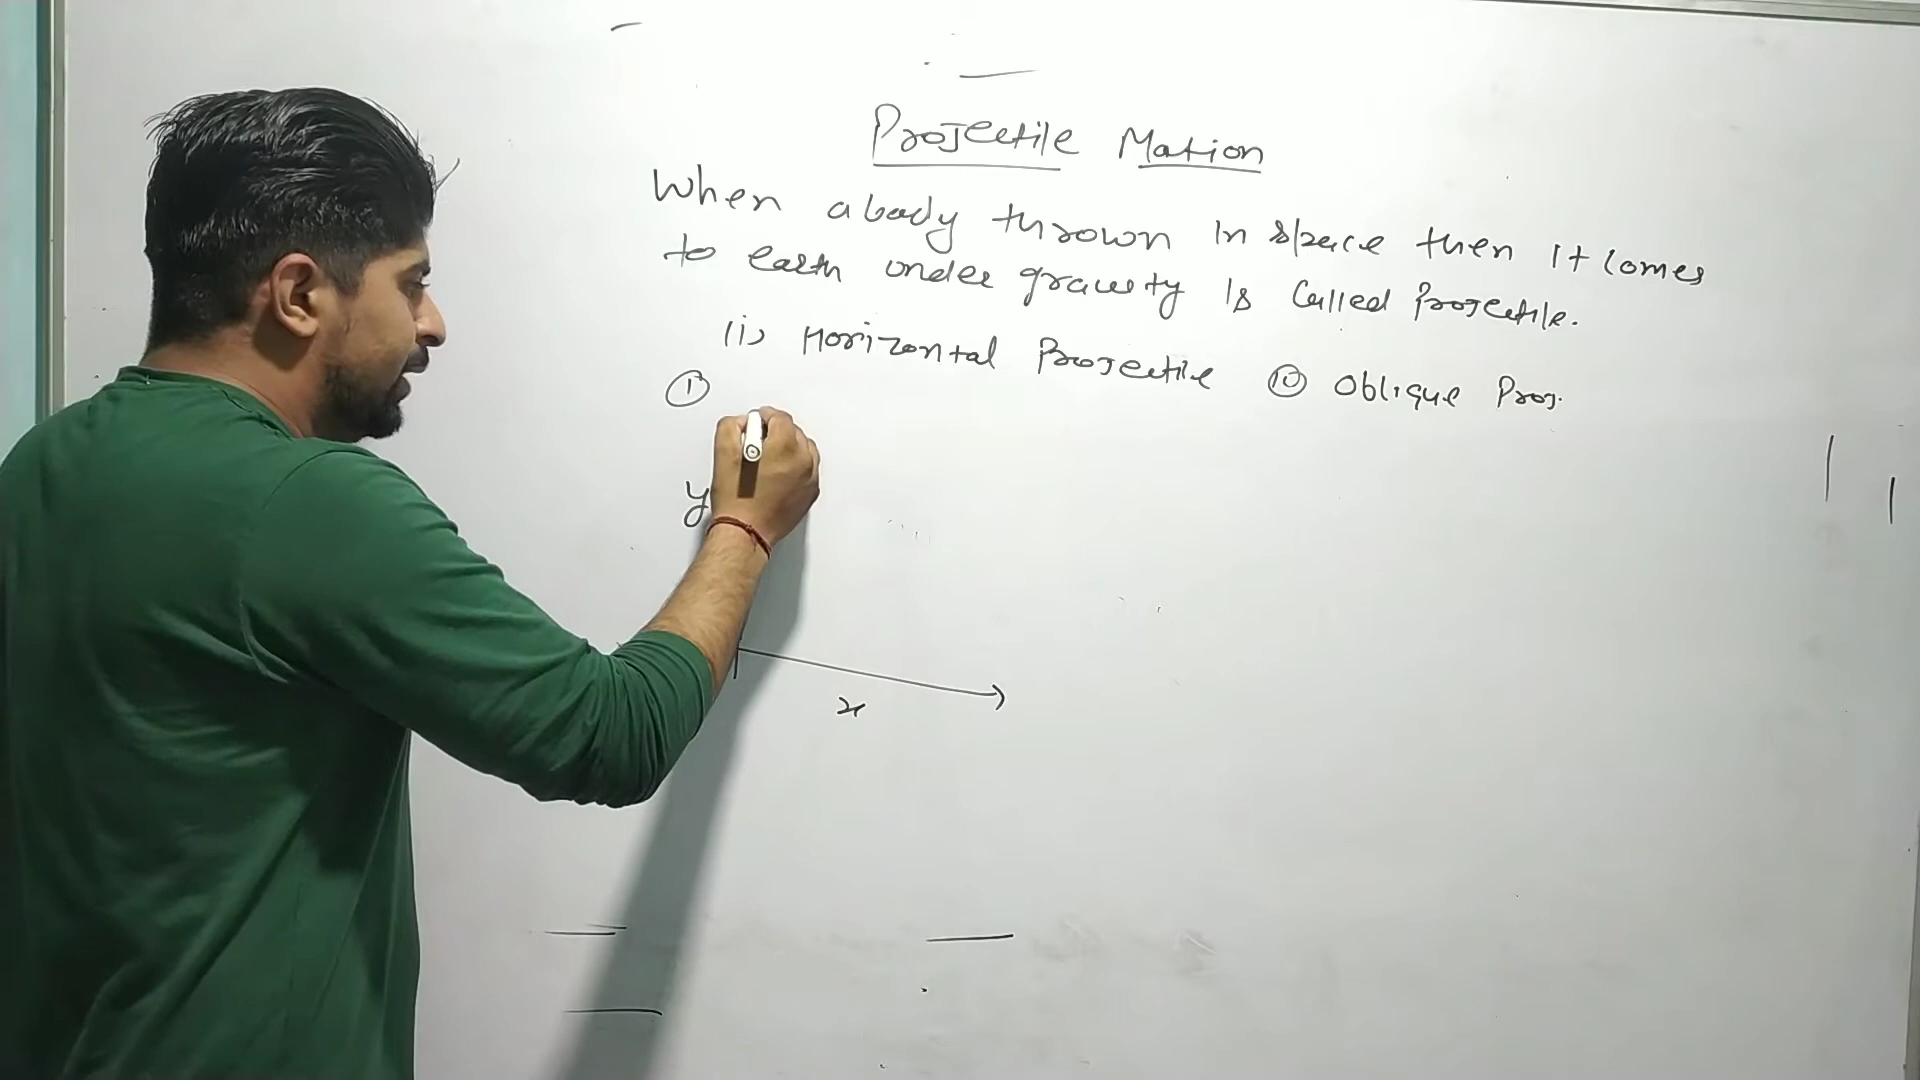 Projectile Motion
When a body thrown in space then it comes
to earth under gravity is called projectile.
(i) Horizontal Projectile (ii) Oblique Proj.
(i)
y
x